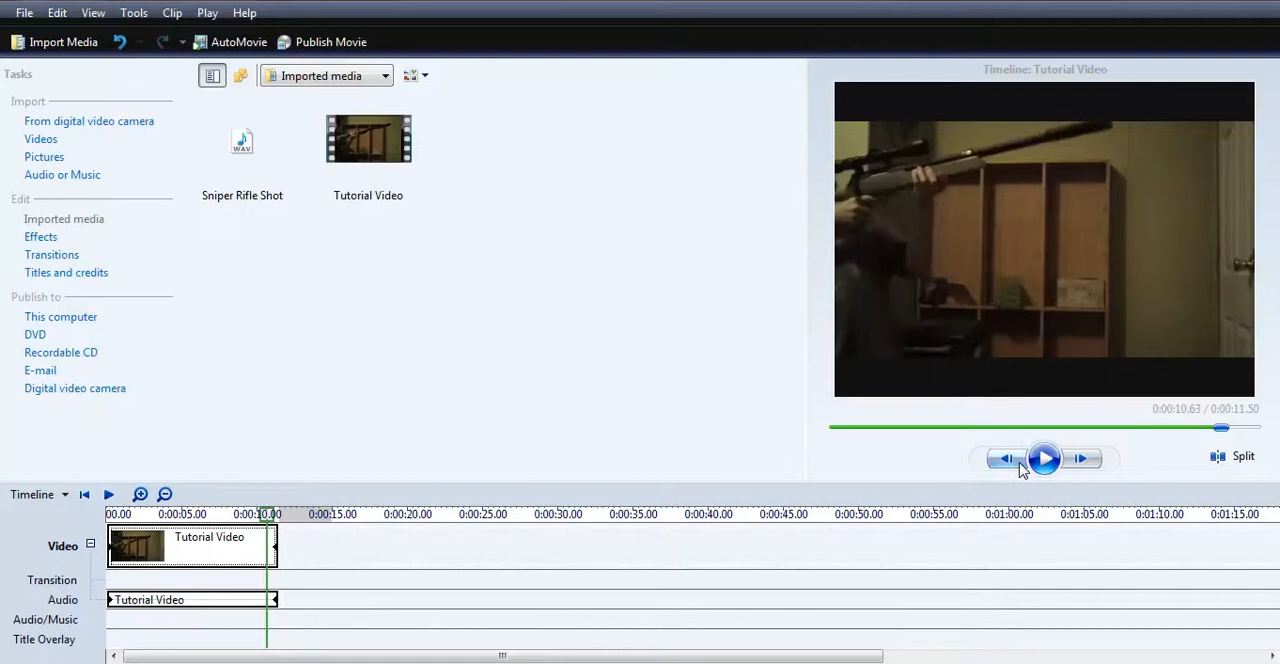 File Edit View Tools Clip Play Help
Import Media AutoMovie Publish Movie
Tasks
Import
From digital video camera
Videos
Pictures
Audio or Music
Edit
Imported media
Effects
Transitions
Titles and credits
Publish to
This computer
DVD
Recordable CD
E-mail
Digital video camera
Imported media
WAV
Sniper Rifle Shot Tutorial Video
Timeline: Tutorial Video
0:00:10.63 / 0:00:11.50
Split
Timeline
00.00 0:00:05.00 0:00:10.00 0:00:15.00 0:00:20.00 0:00:25.00 0:00:30.00 0:00:35.00 0:00:40.00 0:00:45.00 0:00:50.00 0:00:55.00 0:01:00.00 0:01:05.00 0:01:10.00 0:01:15.00
Video Tutorial Video
Transition
Audio Tutorial Video
Audio/Music
Title Overlay